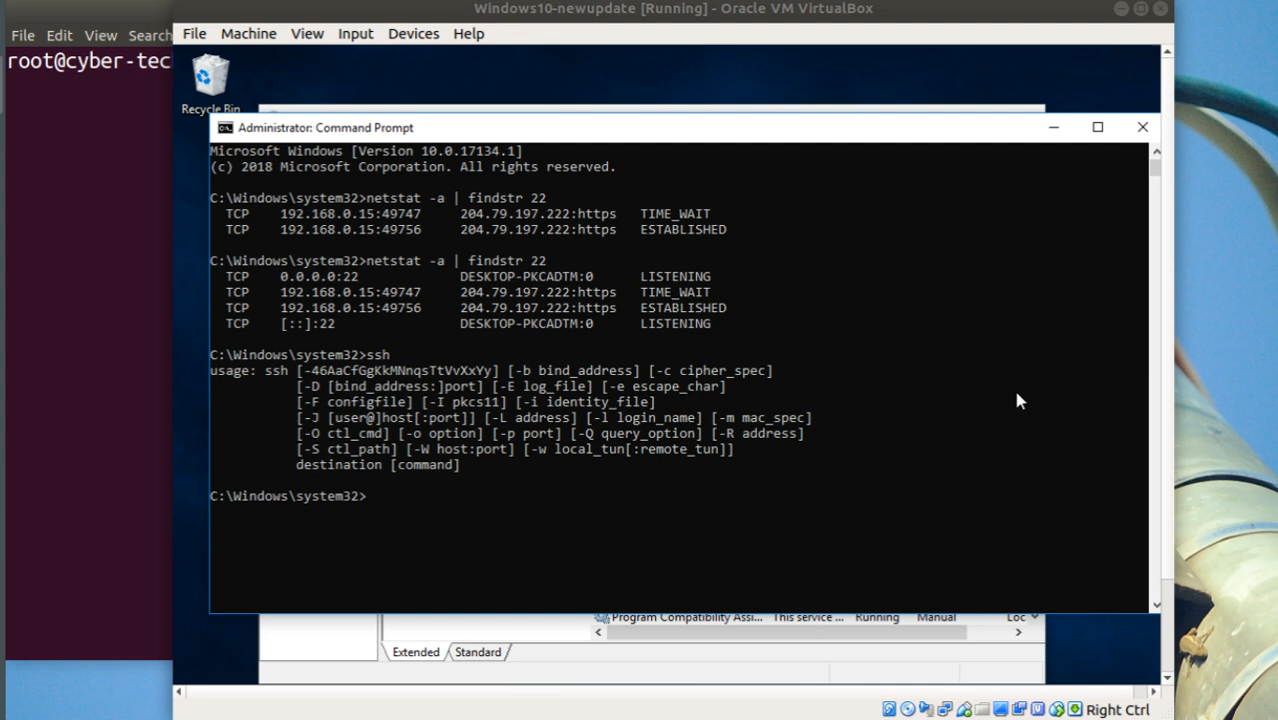 Windows10-newupdate [Running] - Oracle VM VirtualBox
File Edit View Search
File Machine View Input Devices Help
root@cyber-tec
Recycle Bin
Administrator: Command Prompt
Microsoft Windows [Version 10.0.17134.1]
(c) 2018 Microsoft Corporation. All rights reserved.
C:\Windows\system32>netstat -a | findstr 22
TCP 192.168.0.15:49747 204.79.197.222:https TIME_WAIT
TCP 192.168.0.15:49756 204.79.197.222:https ESTABLISHED
C:\Windows\system32>netstat -a | findstr 22
TCP 0.0.0.0:22 DESKTOP-PKCADTM:0 LISTENING
TCP 192.168.0.15:49747 204.79.197.222:https TIME_WAIT
TCP 192.168.0.15:49756 204.79.197.222:https ESTABLISHED
TCP [::]:22 DESKTOP-PKCADTM:0 LISTENING
C:\Windows\system32>ssh
usage: ssh [-46AaCfGgKkMNnqsTtVvXxYy] [-b bind_address] [-c cipher_spec]
[-D [bind_address:]port] [-E log_file] [-e escape_char]
[-F configfile] [-I pkcs11] [-i identity_file]
[-J [user@]host[:port]] [-L address] [-l login_name] [-m mac_spec]
[-O ctl_cmd] [-o option] [-p port] [-Q query_option] [-R address]
[-S ctl_path] [-W host:port] [-w local_tun[:remote_tun]]
destination [command]
C:\Windows\system32>
Program Compatibility Assi... This service ... Running Manual Loc
Extended Standard
Right Ctrl